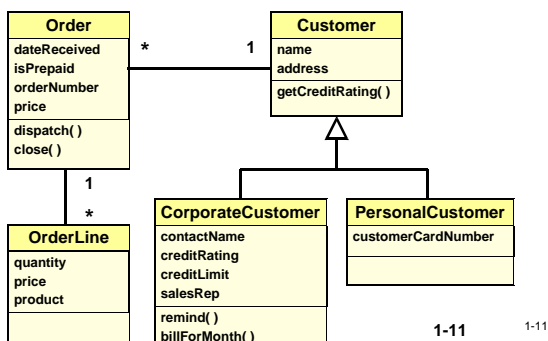 Order
dateReceived
isPrepaid
orderNumber
price
dispatch( )
close( )
*
1
Customer
name
address
getCreditRating( )
1
*
OrderLine
quantity
price
product
CorporateCustomer
contactName
creditRating
creditLimit
salesRep
remind( )
billForMonth( )
PersonalCustomer
customerCardNumber
1-11
1-11